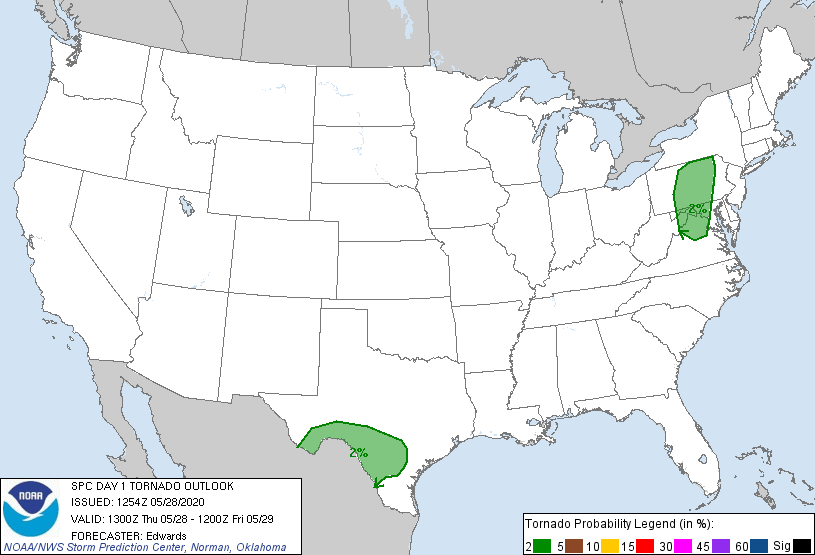 2%
2%
NOAA
SPC DAY 1 TORNADO OUTLOOK
ISSUED: 1254Z 05/28/2020
VALID: 1300Z Thu 05/28 - 1200Z Fri 05/29
FORECASTER: Edwards
NOAA/NWS Storm Prediction Center, Norman, Oklahoma
Tornado Probability Legend (in %):
2 5 10 15 30 45 60 Sig